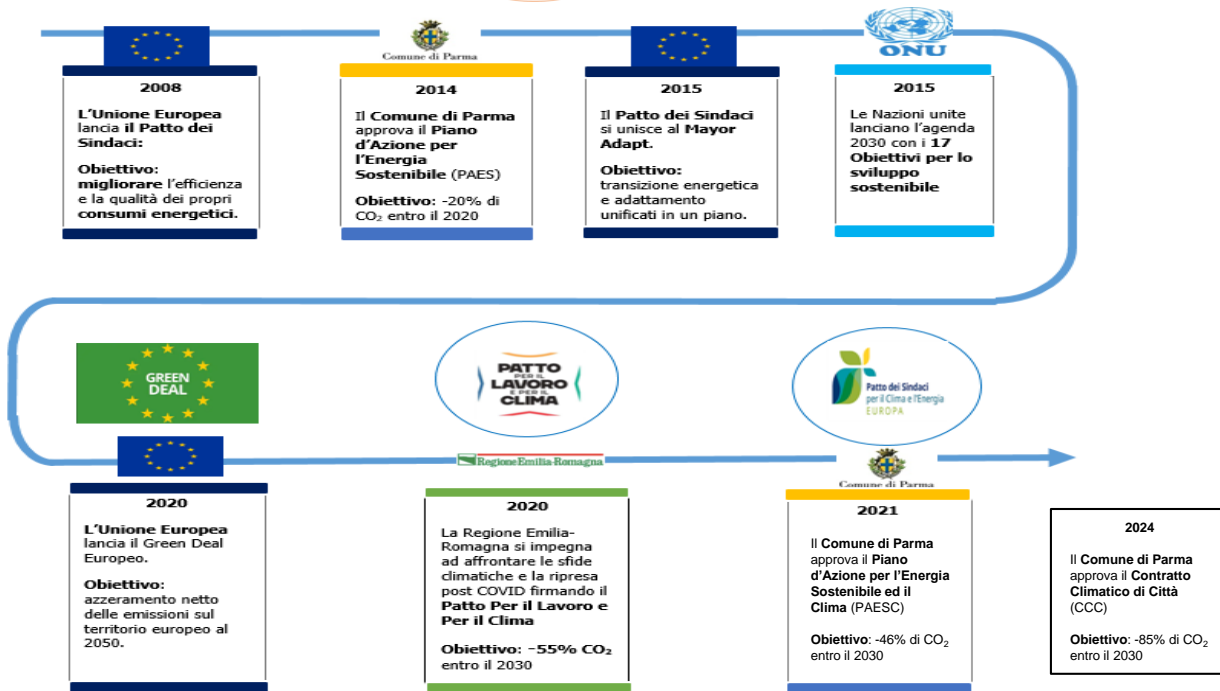 Comune di Parma
ONU
2008
L'Unione Europea
lancia il Patto dei
Sindaci:
Obiettivo:
migliorare l'efficienza
e la qualità dei propri
consumi energetici.
2014
Il Comune di Parma
approva il Piano
d'Azione per
l'Energia
Sostenibile (PAES)
Obiettivo: -20% di
CO₂ entro il 2020
2015
Il Patto dei Sindaci
si unisce al Mayor
Adapt.
Obiettivo:
transizione energetica
e adattamento
unificati in un piano.
2015
Le Nazioni unite
lanciano l'agenda
2030 con i 17
Obiettivi per lo
sviluppo
sostenibile
GREEN
DEAL
PATTO
PER IL
LAVORO
E PER IL
CLIMA
Patto dei Sindaci
per il Clima e l'Energia
EUROPA
RegioneEmilia-Romagna
Comune di Parma
2020
L'Unione Europea
lancia il Green Deal
Europeo.
Obiettivo:
azzeramento netto
delle emissioni sul
territorio europeo al
2050.
2020
La Regione Emilia-
Romagna si impegna
ad affrontare le sfide
climatiche e la ripresa
post COVID firmando il
Patto Per il Lavoro e
Per il Clima
Obiettivo: -55% CO₂
entro il 2030
2021
Il Comune di Parma
approva il Piano
d'Azione per l'Energia
Sostenibile ed il
Clima (PAESC)
Obiettivo: -46% di CO₂
entro il 2030
2024
Il Comune di Parma
approva il Contratto
Climatico di Città
(CCC)
Obiettivo: -85% di CO₂
entro il 2030